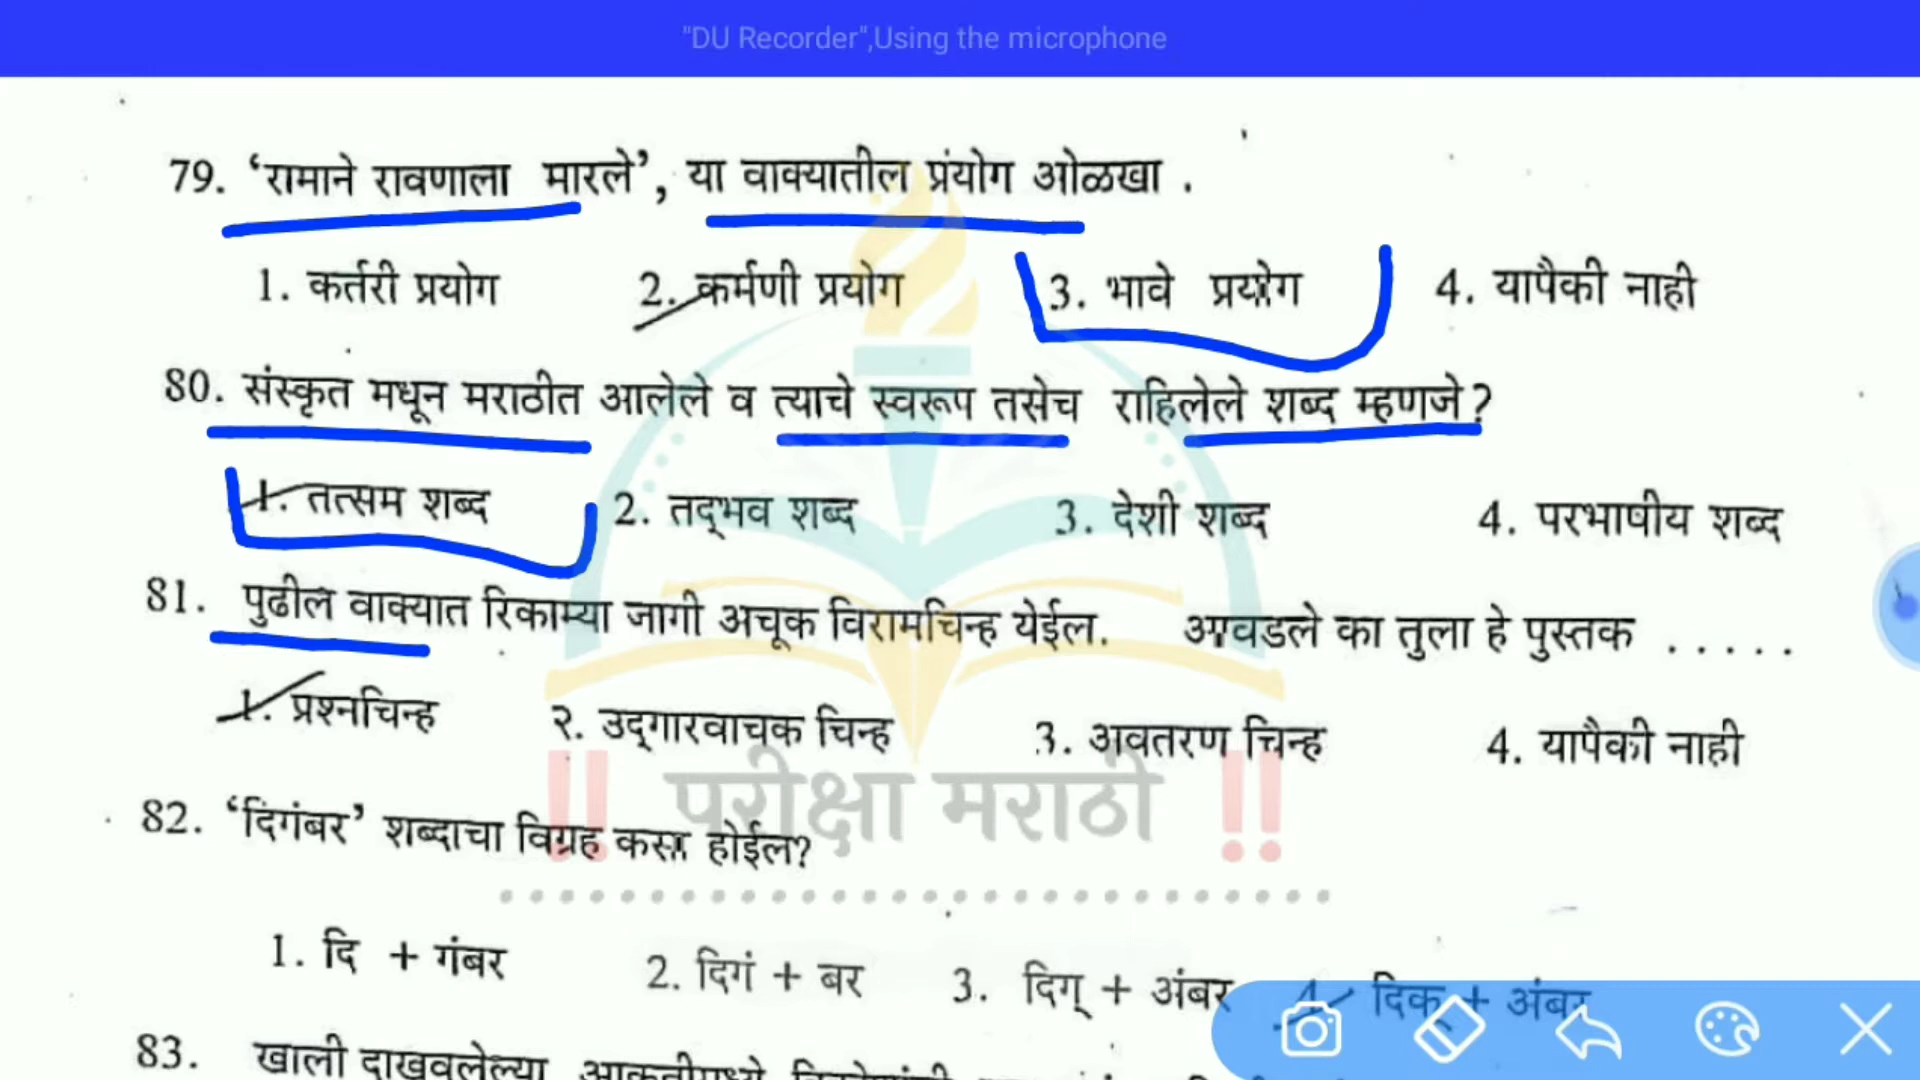 "DU Recorder",Using the microphone
79. ‘रामाने रावणाला मारले’, या वाक्यातील प्रंयोग ओळखा .
1. कर्तरी प्रयोग 2. कर्मणी प्रयोग 3. भावे प्रयोग 4. यापैकी नाही
80. संस्कृत मधून मराठीत आलेले व त्याचे स्वरूप तसेच राहिलेले शब्द म्हणजे?
1. तत्सम शब्द 2. तद्‌भव शब्द 3. देशी शब्द 4. परभाषीय शब्द
81. पुढील वाक्यात रिकाम्या जागी अचूक विरामचिन्ह येईल. आवडले का तुला हे पुस्तक . . . . .
1. प्रश्नचिन्ह २. उद्‌गारवाचक चिन्ह 3. अवतरण चिन्ह 4. यापैकी नाही
!! परीक्षा मराठी !!
82. ‘दिगंबर’ शब्दाचा विग्रह कसा होईल?
1. दि + गंबर 2. दिगं + बर 3. दिग् + अंबर 4. दिक् + अंबर
83. खाली दाखवलेल्या